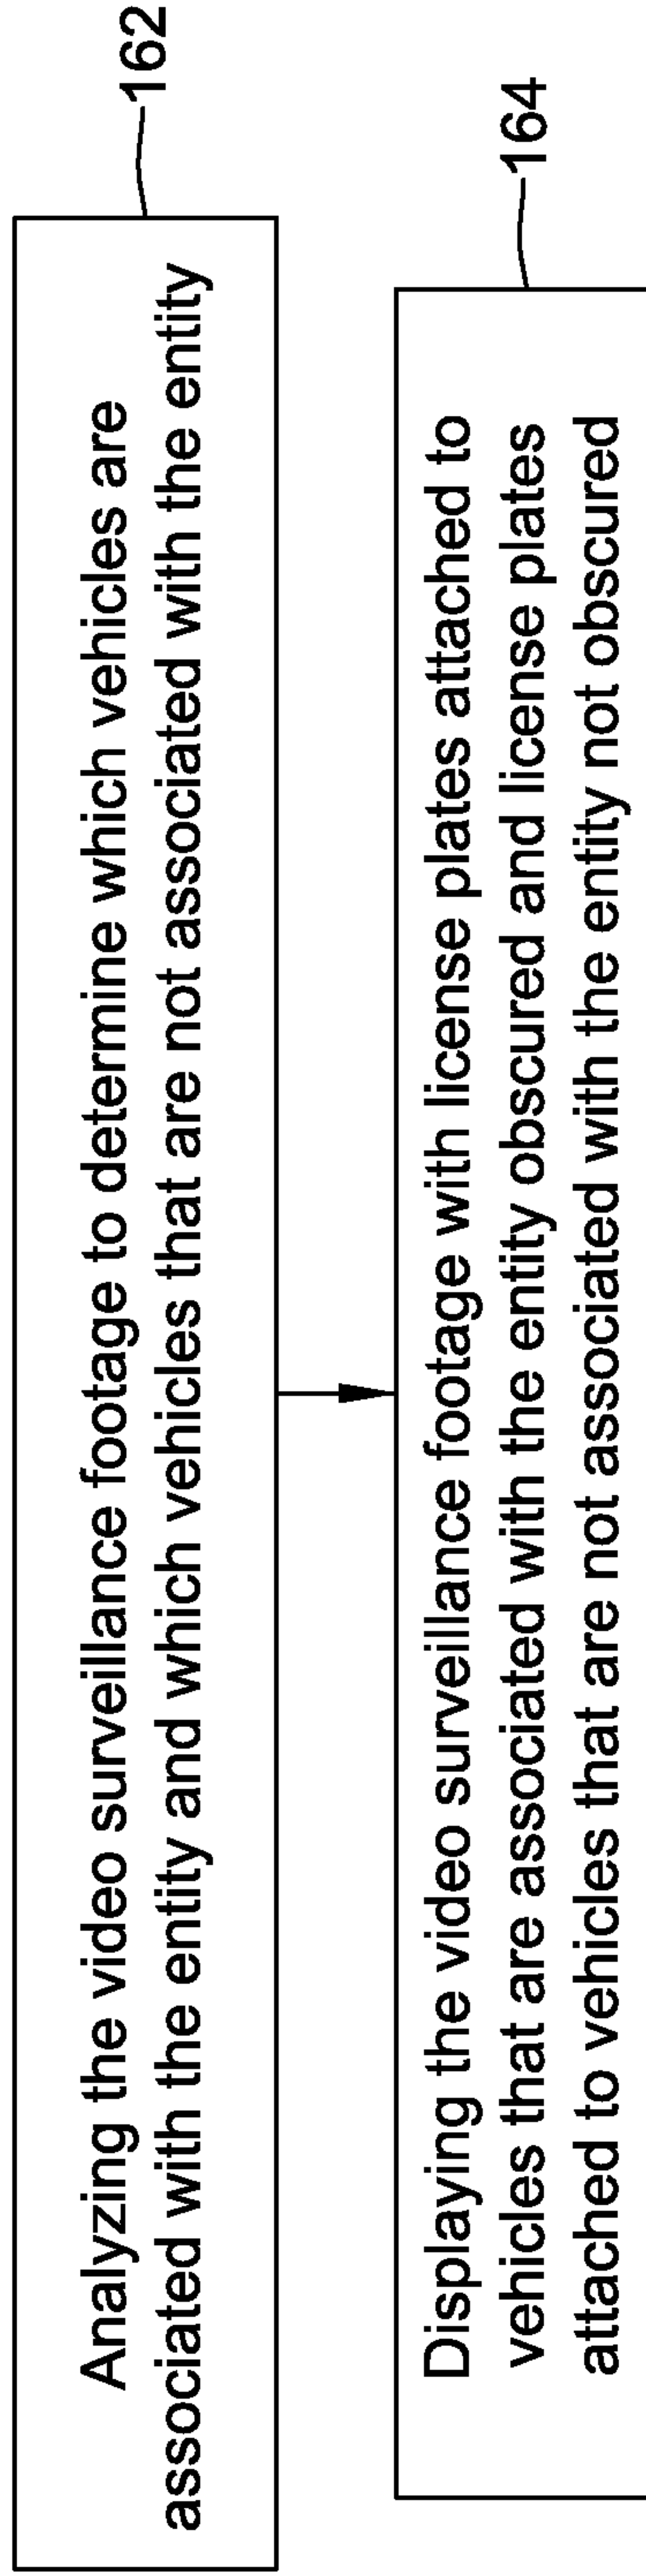 Analyzing the video surveillance footage to determine which vehicles are
associated with the entity and which vehicles that are not associated with the entity
162
Displaying the video surveillance footage with license plates attached to
vehicles that are associated with the entity obscured and license plates
attached to vehicles that are not associated with the entity not obscured
164